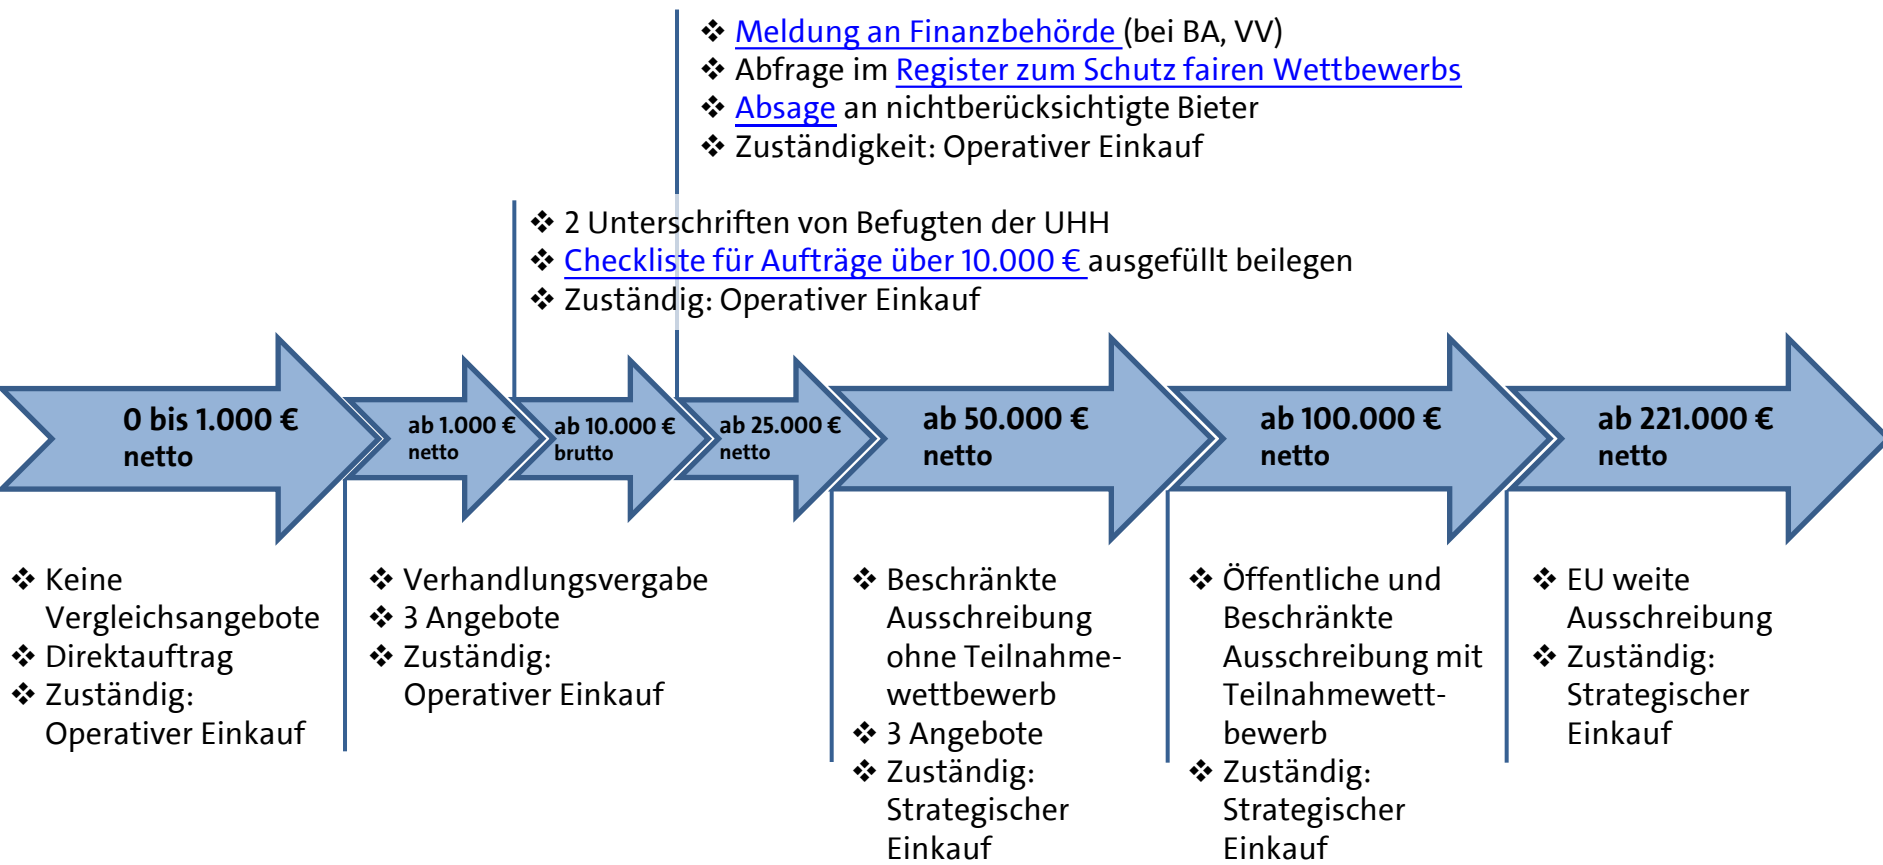 ❖ Meldung an Finanzbehörde (bei BA, VV)
❖ Abfrage im Register zum Schutz fairen Wettbewerbs
❖ Absage an nichtberücksichtigte Bieter
❖ Zuständigkeit: Operativer Einkauf
❖ 2 Unterschriften von Befugten der UHH
❖ Checkliste für Aufträge über 10.000 € ausgefüllt beilegen
❖ Zuständig: Operativer Einkauf
0 bis 1.000 €
netto
ab 1.000 €
netto
ab 10.000 €
brutto
ab 25.000 €
netto
ab 50.000 €
netto
ab 100.000 €
netto
ab 221.000 €
netto
❖ Keine
Vergleichsangebote
❖ Direktauftrag
❖ Zuständig:
Operativer Einkauf
❖ Verhandlungsvergabe
❖ 3 Angebote
❖ Zuständig:
Operativer Einkauf
❖ Beschränkte
Ausschreibung
ohne Teilnahme-
wettbewerb
❖ 3 Angebote
❖ Zuständig:
Strategischer
Einkauf
❖ Öffentliche und
Beschränkte
Ausschreibung mit
Teilnahmewett-
bewerb
❖ Zuständig:
Strategischer
Einkauf
❖ EU weite
Ausschreibung
❖ Zuständig:
Strategischer
Einkauf